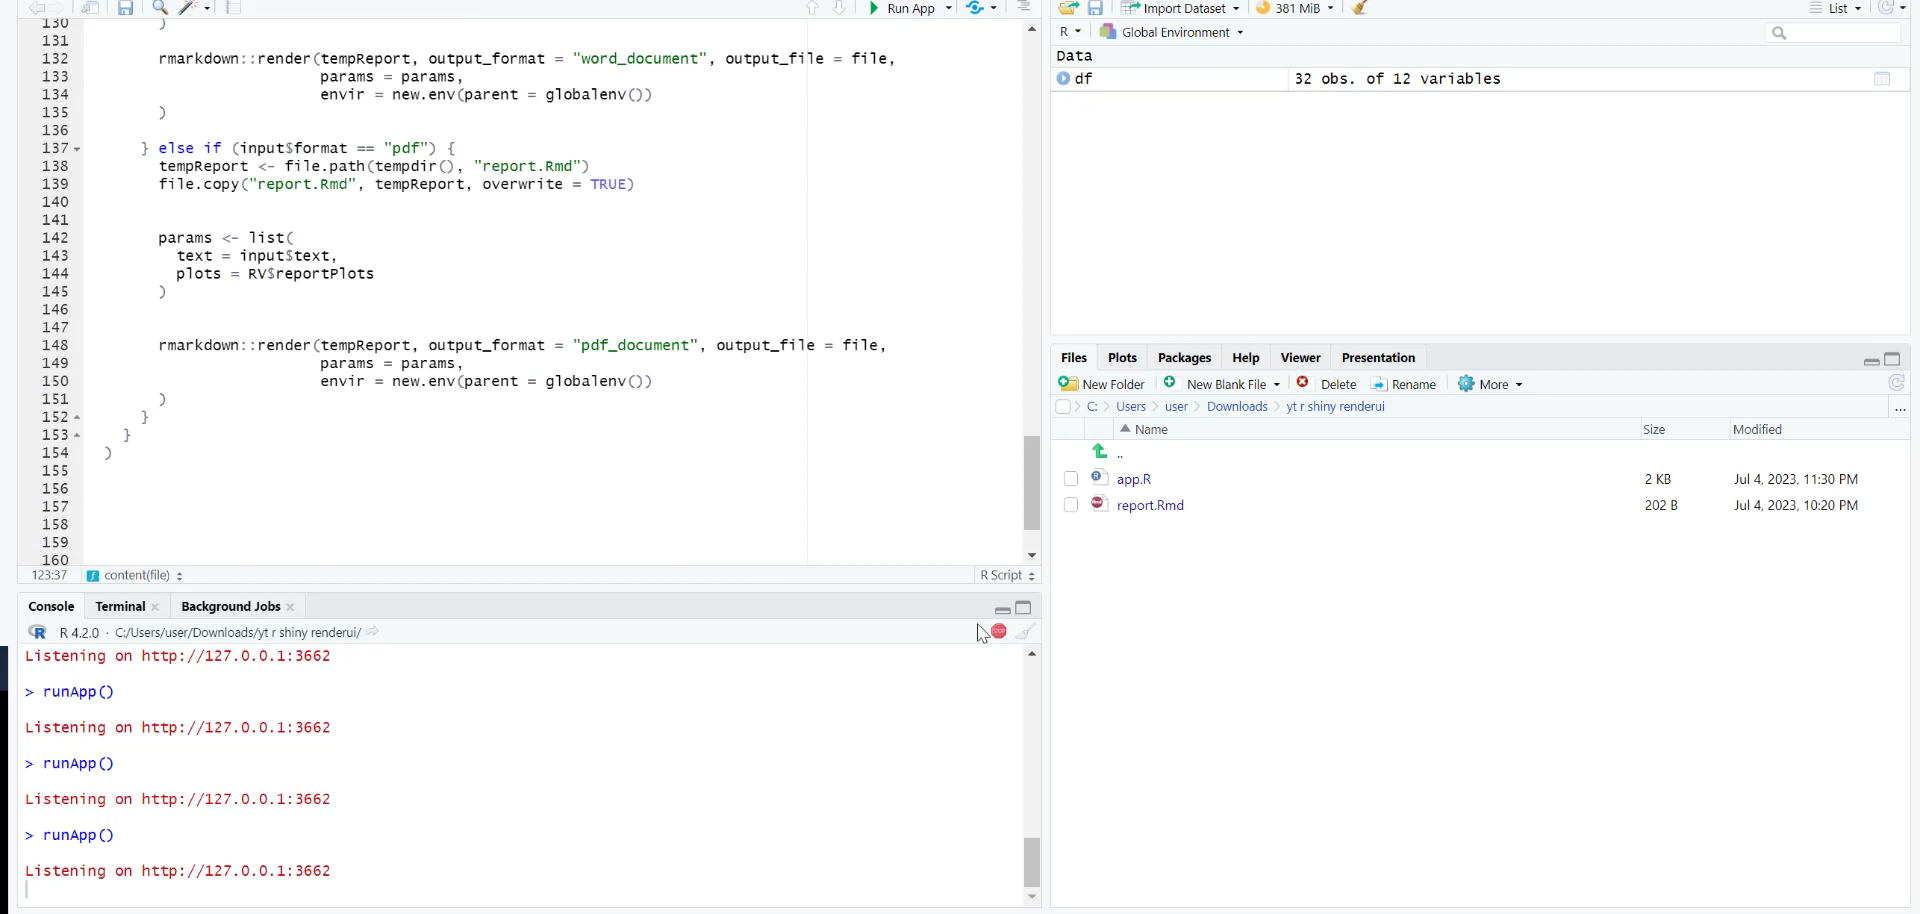 Run App
130 )
131
132 rmarkdown::render(tempReport, output_format = "word_document", output_file = file,
133 params = params,
134 envir = new.env(parent = globalenv())
135 )
136
137 } else if (input$format == "pdf") {
138 tempReport <- file.path(tempdir(), "report.Rmd")
139 file.copy("report.Rmd", tempReport, overwrite = TRUE)
140
141
142 params <- list(
143 text = input$text,
144 plots = RV$reportPlots
145 )
146
147
148 rmarkdown::render(tempReport, output_format = "pdf_document", output_file = file,
149 params = params,
150 envir = new.env(parent = globalenv())
151 )
152 }
153 }
154 )
155
156
157
158
159
160
123:37 content(file) R Script
Console Terminal Background Jobs
R 4.2.0 · C:/Users/user/Downloads/yt r shiny renderui/
Listening on http://127.0.0.1:3662
> runApp()
Listening on http://127.0.0.1:3662
> runApp()
Listening on http://127.0.0.1:3662
> runApp()
Listening on http://127.0.0.1:3662
Import Dataset 381 MiB List
R Global Environment
Data
df 32 obs. of 12 variables
Files Plots Packages Help Viewer Presentation
New Folder New Blank File Delete Rename More
C: > Users > user > Downloads > yt r shiny renderui ...
Name Size Modified
..
app.R 2 KB Jul 4, 2023, 11:30 PM
report.Rmd 202 B Jul 4, 2023, 10:20 PM